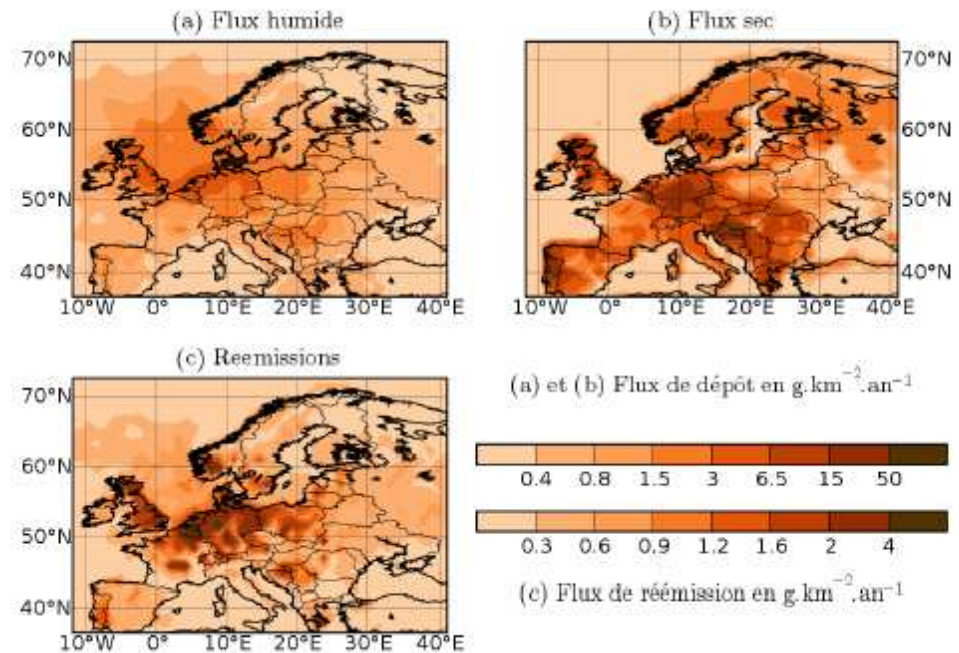 (a) Flux humide
(b) Flux sec
70°N
60°N
50°N
40°N
10°W 0° 10°E 20°E 30°E 40°E
70°N
60°N
50°N
40°N
10°W 0° 10°E 20°E 30°E 40°E
(c) Reemissions
70°N
60°N
50°N
40°N
10°W 0° 10°E 20°E 30°E 40°E
(a) et (b) Flux de dépôt en g.km⁻².an⁻¹
0.4 0.8 1.5 3 6.5 15 50
0.3 0.6 0.9 1.2 1.6 2 4
(c) Flux de réémission en g.km⁻².an⁻¹